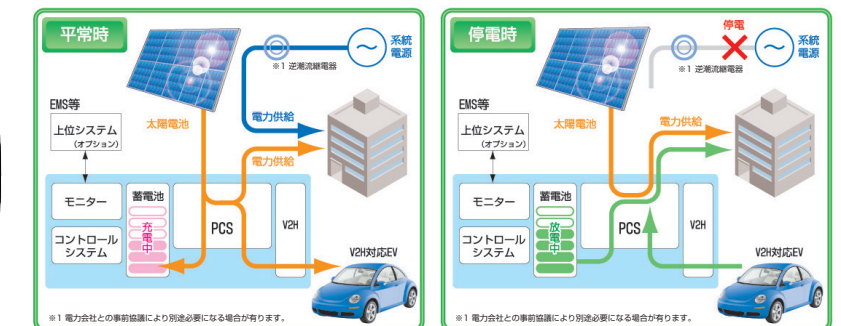 平常時
系統
電源
※1 逆潮流継電器
EMS等
上位システム
(オプション)
太陽電池
電力供給
電力供給
モニター
コントロール
システム
蓄電池
充電中
PCS
V2H
V2H対応EV
※1 電力会社との事前協議により別途必要になる場合が有ります。
停電時
停電
系統
電源
※1 逆潮流継電器
EMS等
上位システム
(オプション)
太陽電池
電力供給
モニター
コントロール
システム
蓄電池
放電中
PCS
V2H
V2H対応EV
※1 電力会社との事前協議により別途必要になる場合が有ります。